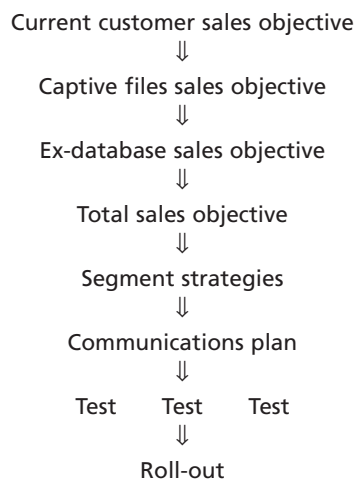 Current customer sales objective
⇓
Captive files sales objective
⇓
Ex-database sales objective
⇓
Total sales objective
⇓
Segment strategies
⇓
Communications plan
⇓
Test Test Test
⇓
Roll-out